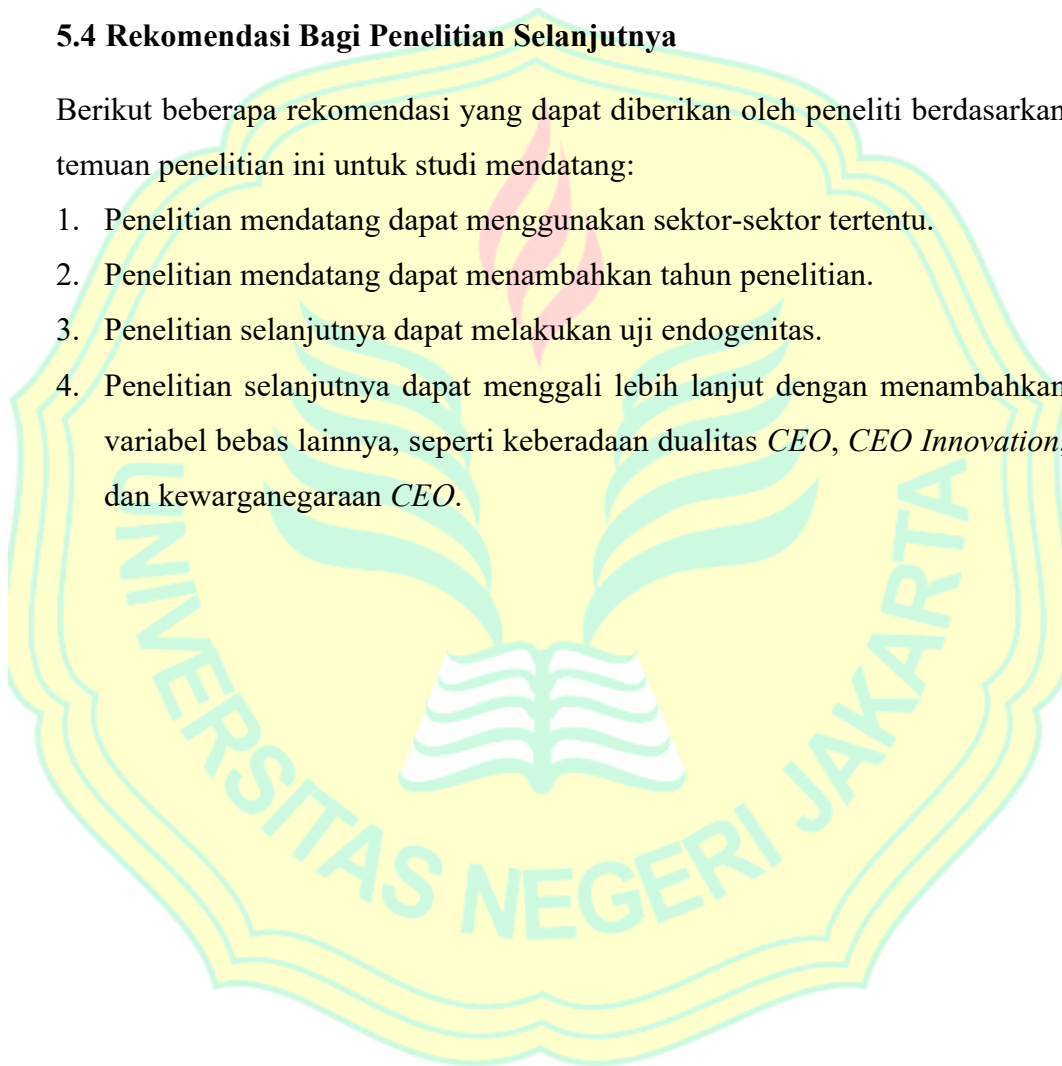 5.4 Rekomendasi Bagi Penelitian Selanjutnya
Berikut beberapa rekomendasi yang dapat diberikan oleh peneliti berdasarkan
temuan penelitian ini untuk studi mendatang:
1. Penelitian mendatang dapat menggunakan sektor-sektor tertentu.
2. Penelitian mendatang dapat menambahkan tahun penelitian.
3. Penelitian selanjutnya dapat melakukan uji endogenitas.
4. Penelitian selanjutnya dapat menggali lebih lanjut dengan menambahkan
variabel bebas lainnya, seperti keberadaan dualitas CEO, CEO Innovation,
dan kewarganegaraan CEO.
UNIVERSITAS NEGERI JAKARTA